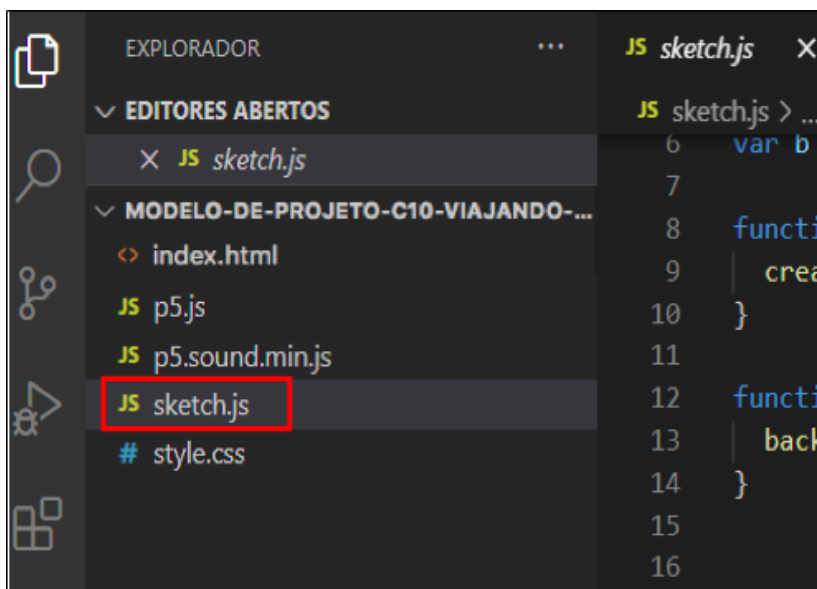 EXPLORADOR ...
EDITORES ABERTOS
JS sketch.js
MODELO-DE-PROJETO-C10-VIAJANDO-...
<> index.html
JS p5.js
JS p5.sound.min.js
JS sketch.js
# style.css
JS sketch.js
JS sketch.js > ...
6 var b
7
8 functi
9 crea
10 }
11
12 functi
13 back
14 }
15
16